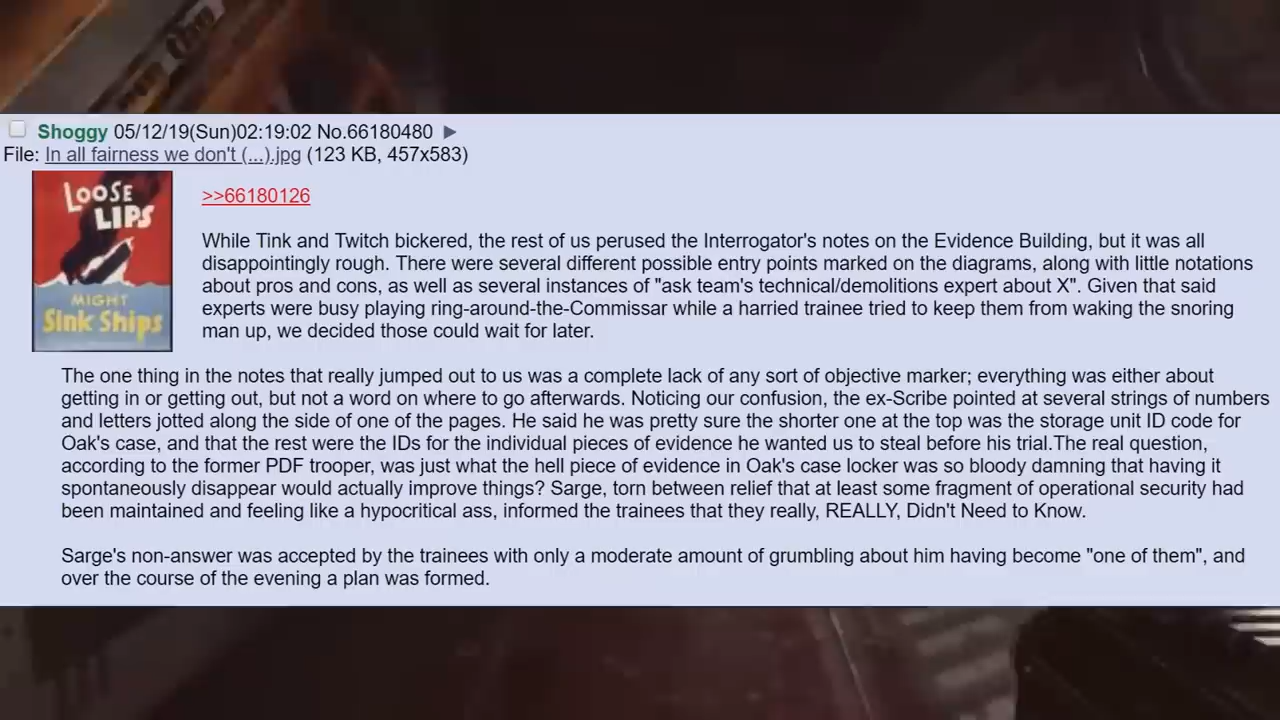 Shoggy 05/12/19(Sun)02:19:02 No.66180480 ▶
File: In all fairness we don't (...).jpg (123 KB, 457x583)
LOOSE
LIPS
MIGHT
Sink Ships
>>66180126
While Tink and Twitch bickered, the rest of us perused the Interrogator's notes on the Evidence Building, but it was all
disappointingly rough. There were several different possible entry points marked on the diagrams, along with little notations
about pros and cons, as well as several instances of "ask team's technical/demolitions expert about X". Given that said
experts were busy playing ring-around-the-Commissar while a harried trainee tried to keep them from waking the snoring
man up, we decided those could wait for later.
The one thing in the notes that really jumped out to us was a complete lack of any sort of objective marker; everything was either about
getting in or getting out, but not a word on where to go afterwards. Noticing our confusion, the ex-Scribe pointed at several strings of numbers
and letters jotted along the side of one of the pages. He said he was pretty sure the shorter one at the top was the storage unit ID code for
Oak's case, and that the rest were the IDs for the individual pieces of evidence he wanted us to steal before his trial.The real question,
according to the former PDF trooper, was just what the hell piece of evidence in Oak's case locker was so bloody damning that having it
spontaneously disappear would actually improve things? Sarge, torn between relief that at least some fragment of operational security had
been maintained and feeling like a hypocritical ass, informed the trainees that they really, REALLY, Didn't Need to Know.
Sarge's non-answer was accepted by the trainees with only a moderate amount of grumbling about him having become "one of them", and
over the course of the evening a plan was formed.